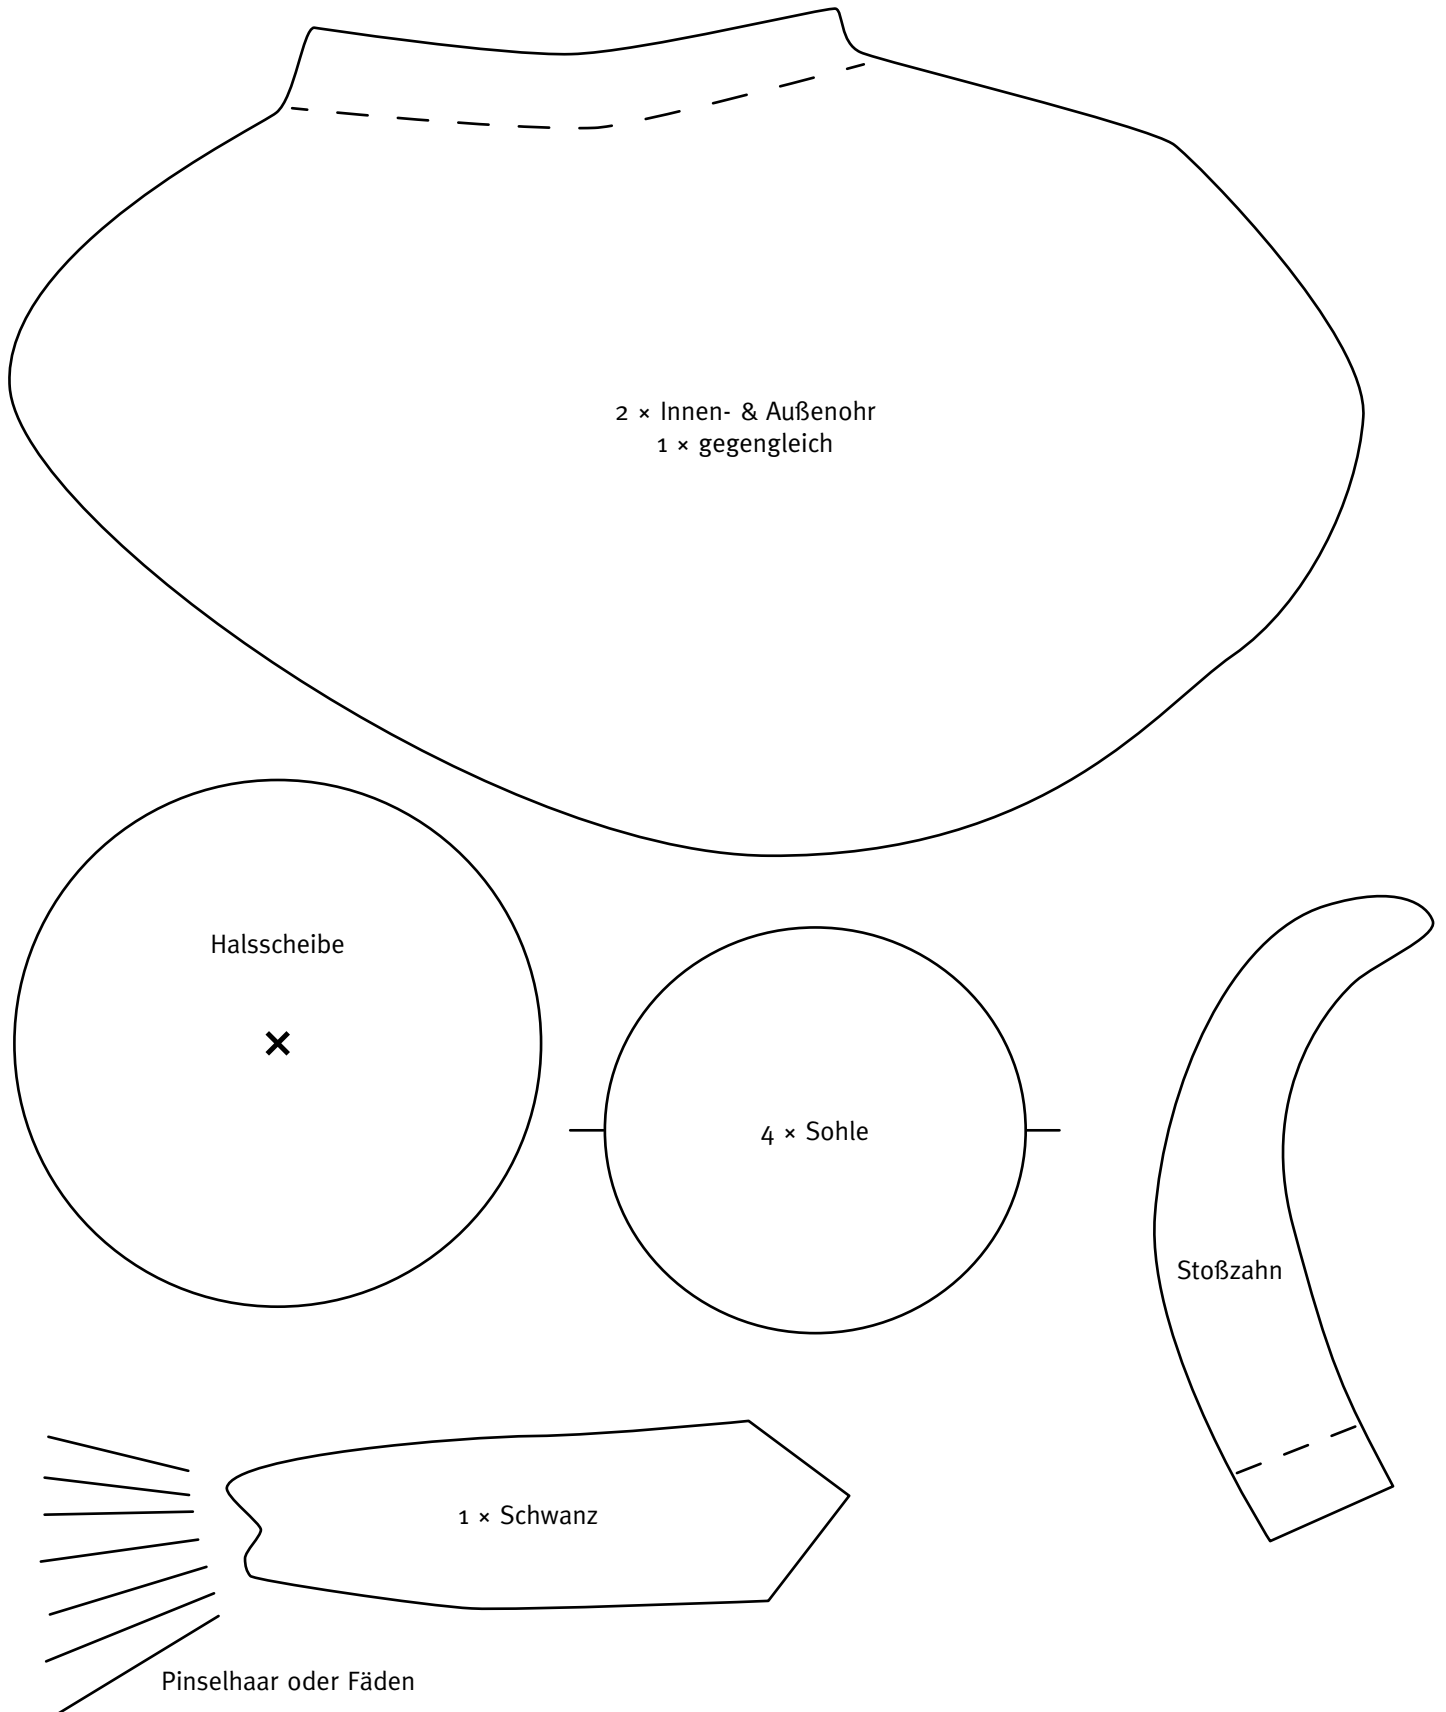 2 × Innen- & Außenohr
1 × gegengleich
Halsscheibe
4 × Sohle
Stoßzahn
1 × Schwanz
Pinselhaar oder Fäden